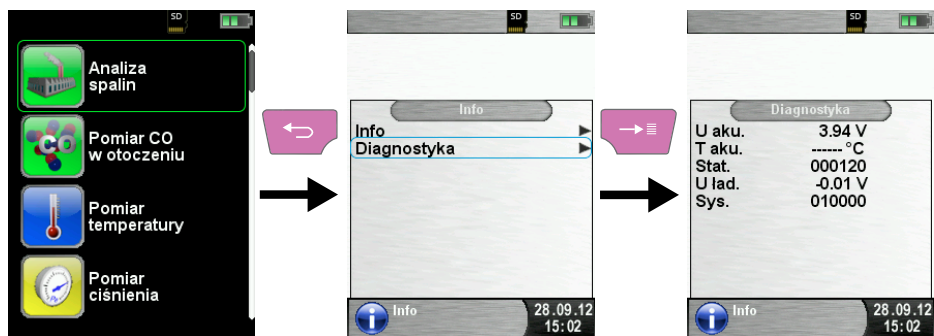 SD
Analiza
spalin
CO
Pomiar CO
w otoczeniu
Pomiar
temperatury
Pomiar
ciśnienia
SD
Info
Info
Diagnostyka
Info
28.09.12
15:02
SD
Diagnostyka
U aku. 3.94 V
T aku. ------ °C
Stat. 000120
U ład. -0.01 V
Sys. 010000
Info
28.09.12
15:02